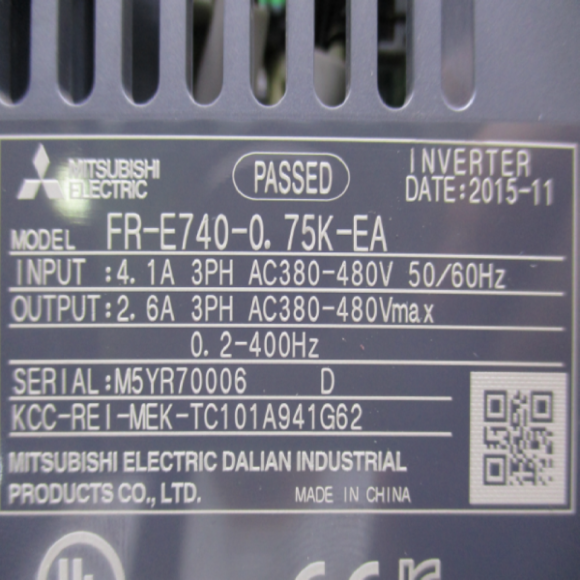 MITSUBISHI ELECTRIC
PASSED
INVERTER
DATE:2015-11
MODEL FR-E740-0.75K-EA
INPUT :4.1A 3PH AC380-480V 50/60Hz
OUTPUT:2.6A 3PH AC380-480Vmax
0.2-400Hz
SERIAL:M5YR70006 D
KCC-REI-MEK-TC101A941G62
MITSUBISHI ELECTRIC DALIAN INDUSTRIAL
PRODUCTS CO., LTD. MADE IN CHINA